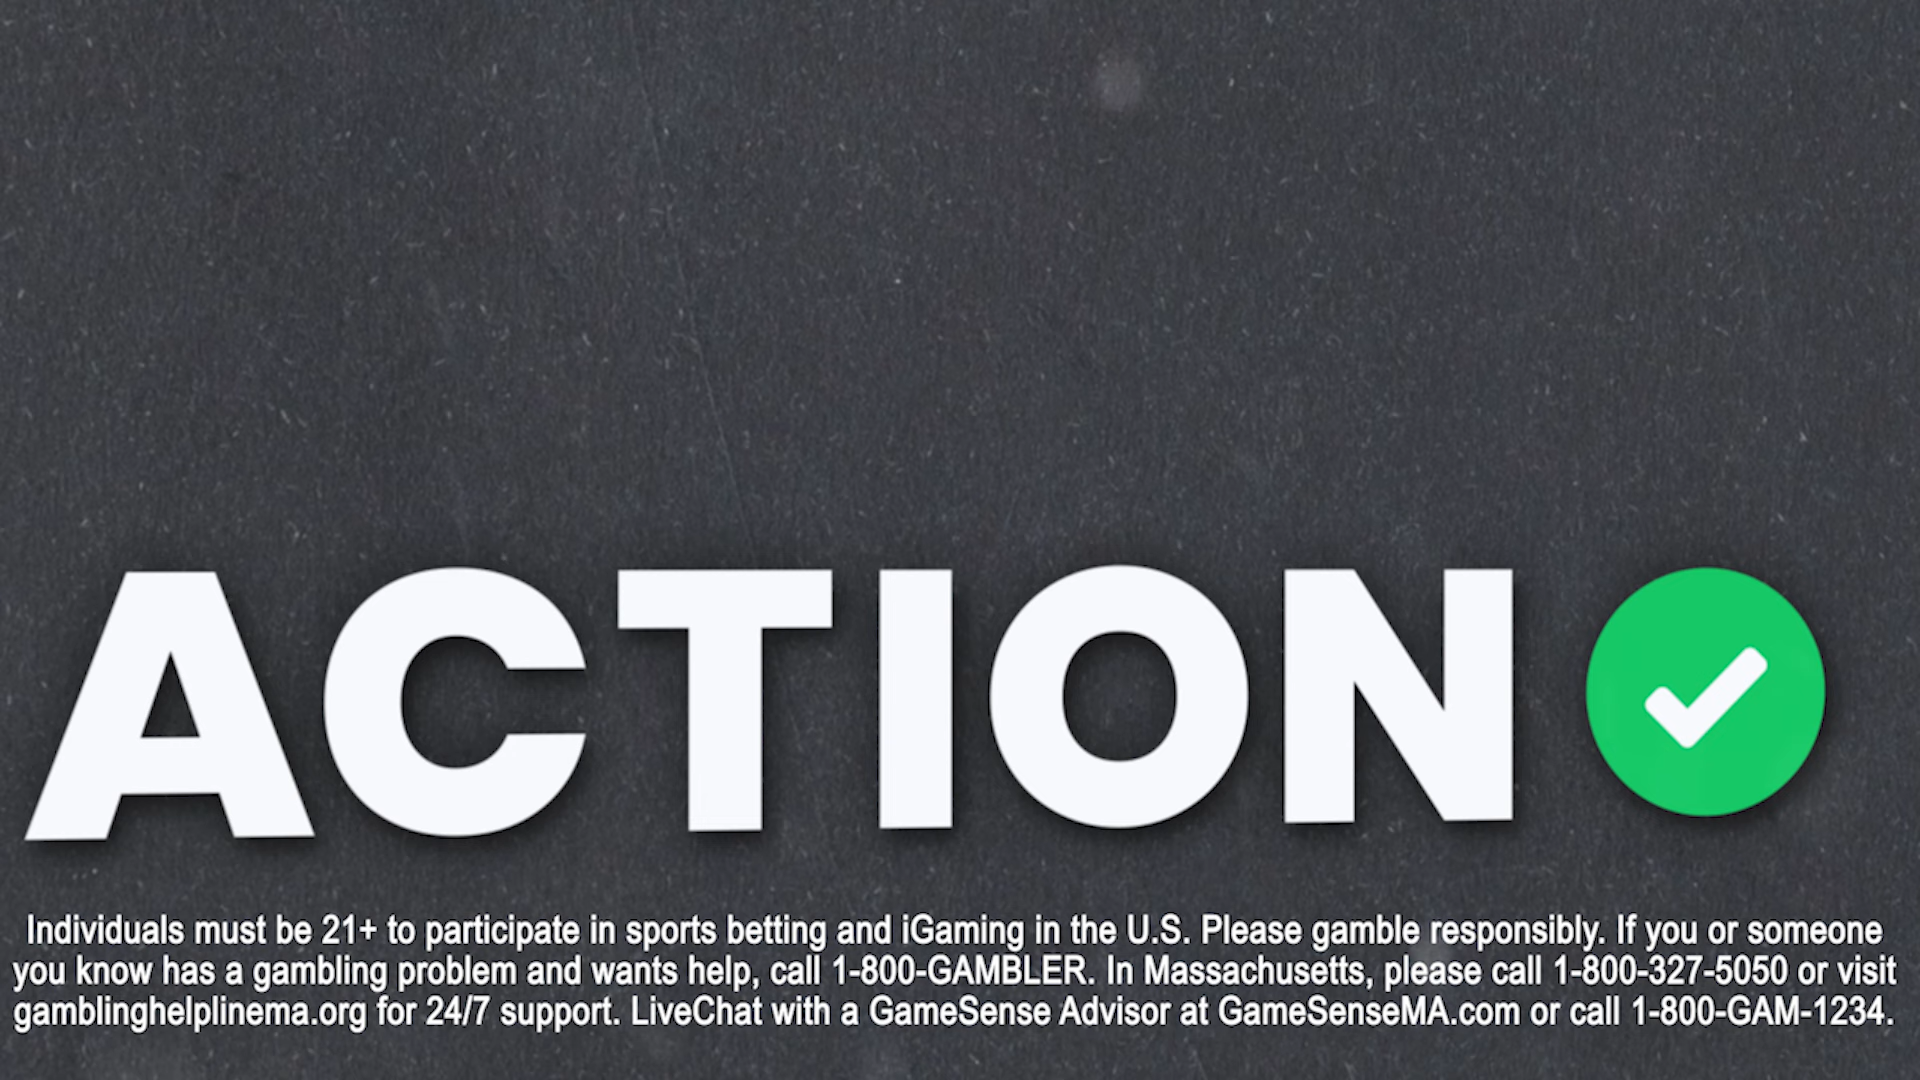 ACTION
Individuals must be 21+ to participate in sports betting and iGaming in the U.S. Please gamble responsibly. If you or someone
you know has a gambling problem and wants help, call 1-800-GAMBLER. In Massachusetts, please call 1-800-327-5050 or visit
gamblinghelplinema.org for 24/7 support. LiveChat with a GameSense Advisor at GameSenseMA.com or call 1-800-GAM-1234.